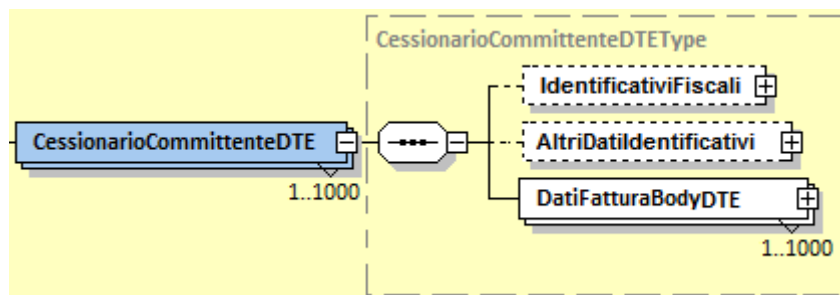 CessionarioCommittenteDTEType
IdentificativiFiscali
CessionarioCommittenteDTE
AltriDatiIdentificativi
1..1000
DatiFatturaBodyDTE
1..1000